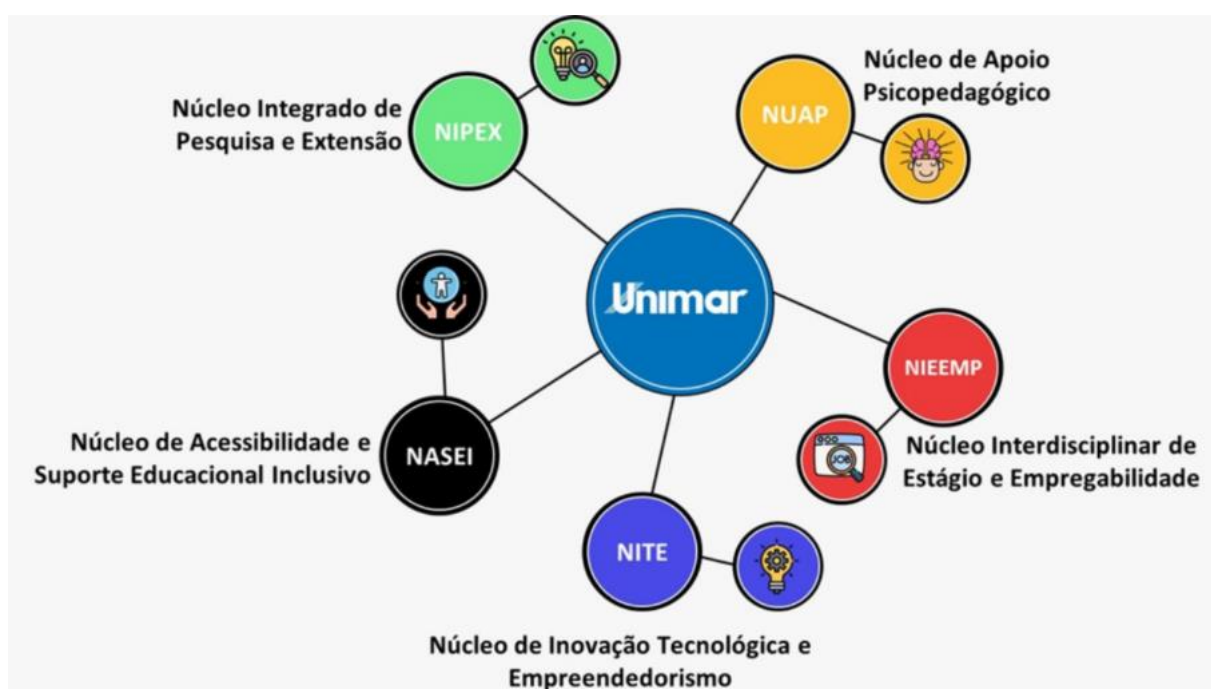 Núcleo Integrado de
Pesquisa e Extensão
NIPEX
NUAP
Núcleo de Apoio
Psicopedagógico
Unimar
NIEEMP
JOB
Núcleo Interdisciplinar de
Estágio e Empregabilidade
Núcleo de Acessibilidade e
Suporte Educacional Inclusivo
NASEI
NITE
Núcleo de Inovação Tecnológica e
Empreendedorismo